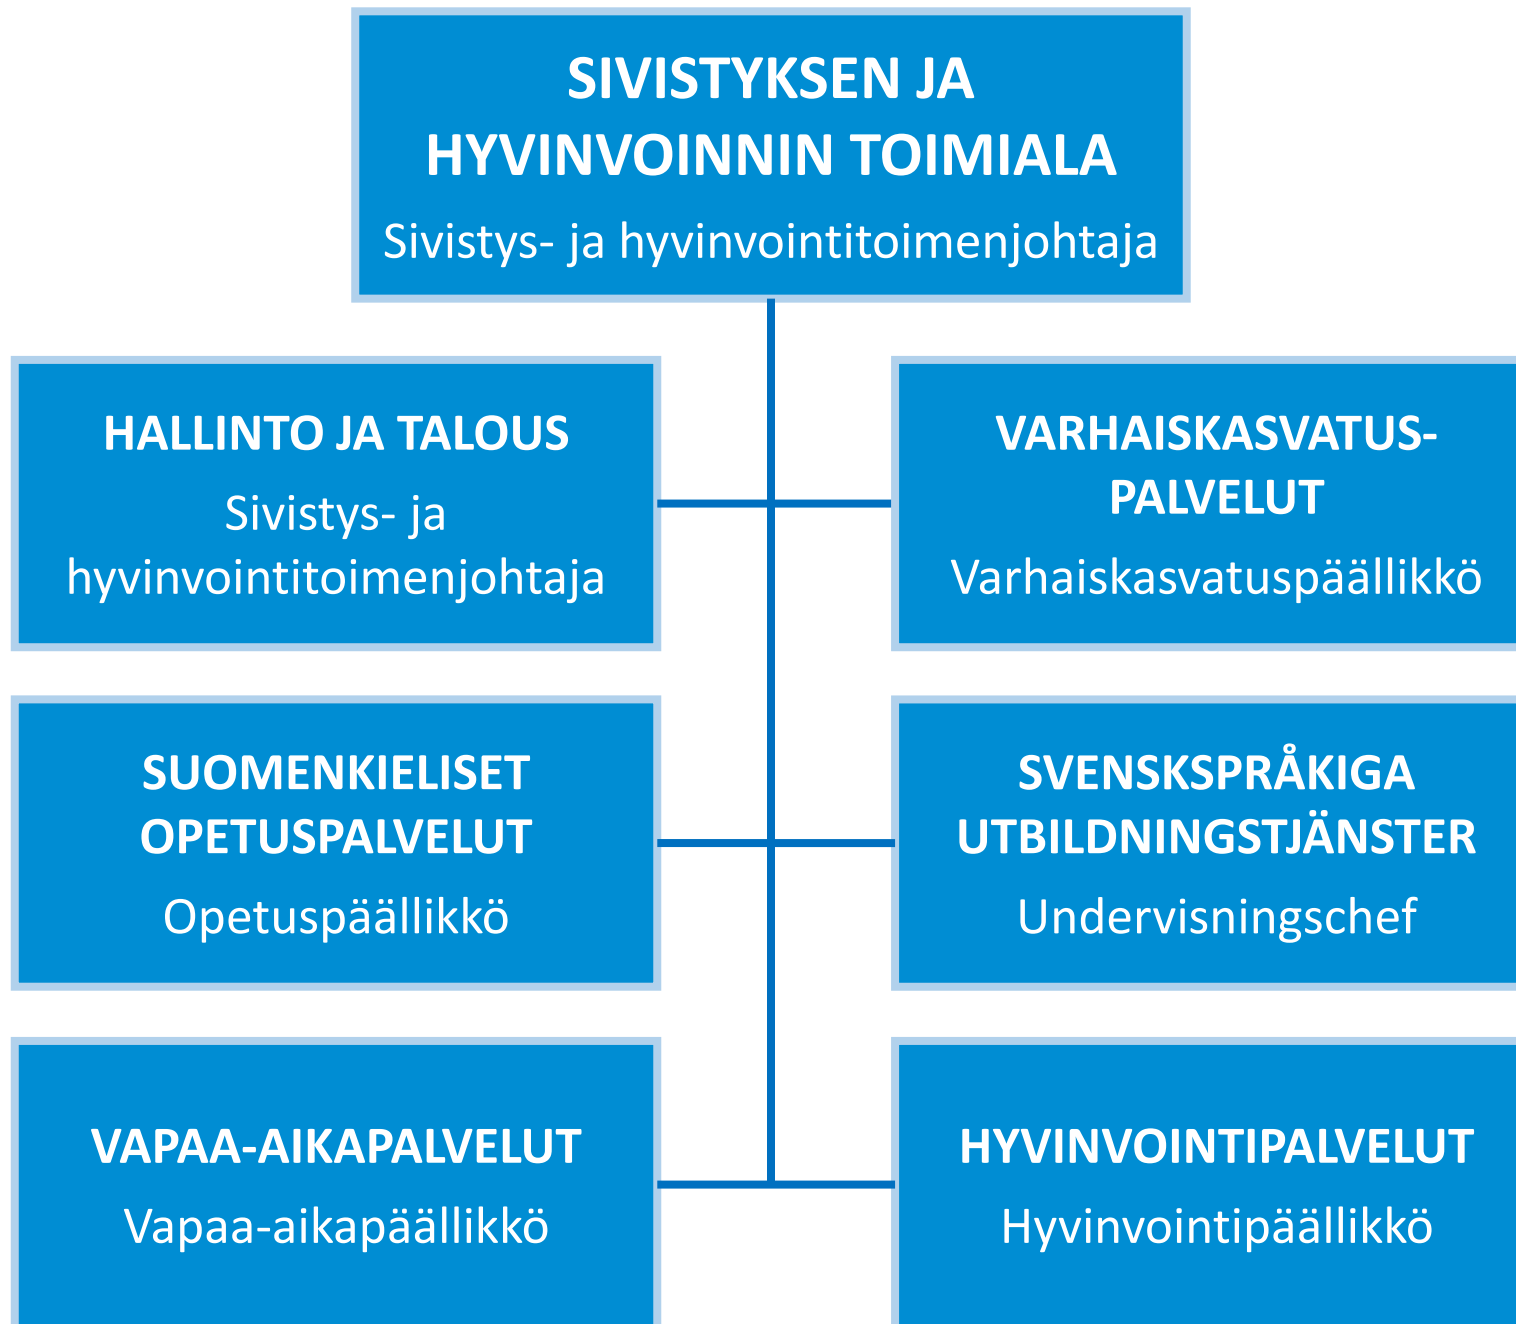 SIVISTYKSEN JA
HYVINVOINNIN TOIMIALA
Sivistys- ja hyvinvointitoimenjohtaja
HALLINTO JA TALOUS
Sivistys- ja
hyvinvointitoimenjohtaja
VARHAISKASVATUS-
PALVELUT
Varhaiskasvatuspäällikkö
SUOMENKIELISET
OPETUSPALVELUT
Opetuspäällikkö
SVENSKSPRÅKIGA
UTBILDNINGSTJÄNSTER
Undervisningschef
VAPAA-AIKAPALVELUT
Vapaa-aikapäällikkö
HYVINVOINTIPALVELUT
Hyvinvointipäällikkö